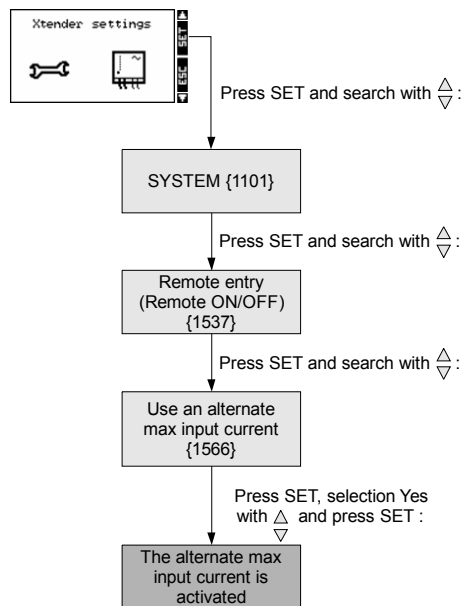 Xtender settings
SET
ESC
Press SET and search with △▽ :
SYSTEM {1101}
Press SET and search with △▽ :
Remote entry
(Remote ON/OFF)
{1537}
Press SET and search with △▽ :
Use an alternate
max input current
{1566}
Press SET, selection Yes
with △▽ and press SET :
The alternate max
input current is
activated